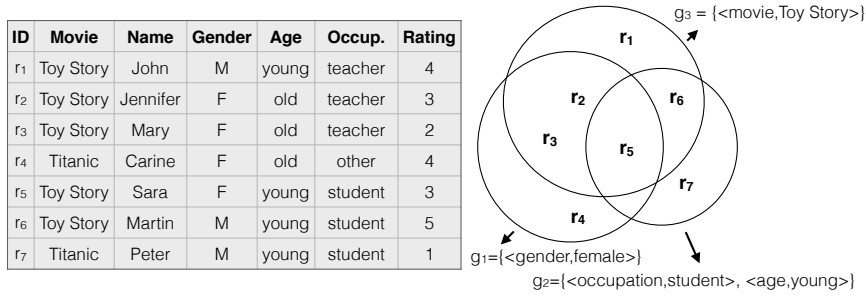 ID Movie Name Gender Age Occup. Rating
r1 Toy Story John M young teacher 4
r2 Toy Story Jennifer F old teacher 3
r3 Toy Story Mary F old teacher 2
r4 Titanic Carine F old other 4
r5 Toy Story Sara F young student 3
r6 Toy Story Martin M young student 5
r7 Titanic Peter M young student 1
g3 = {<movie,Toy Story>}
r1
r2
r6
r3
r5
r7
r4
g1={<gender,female>}
g2={<occupation,student>, <age,young>}